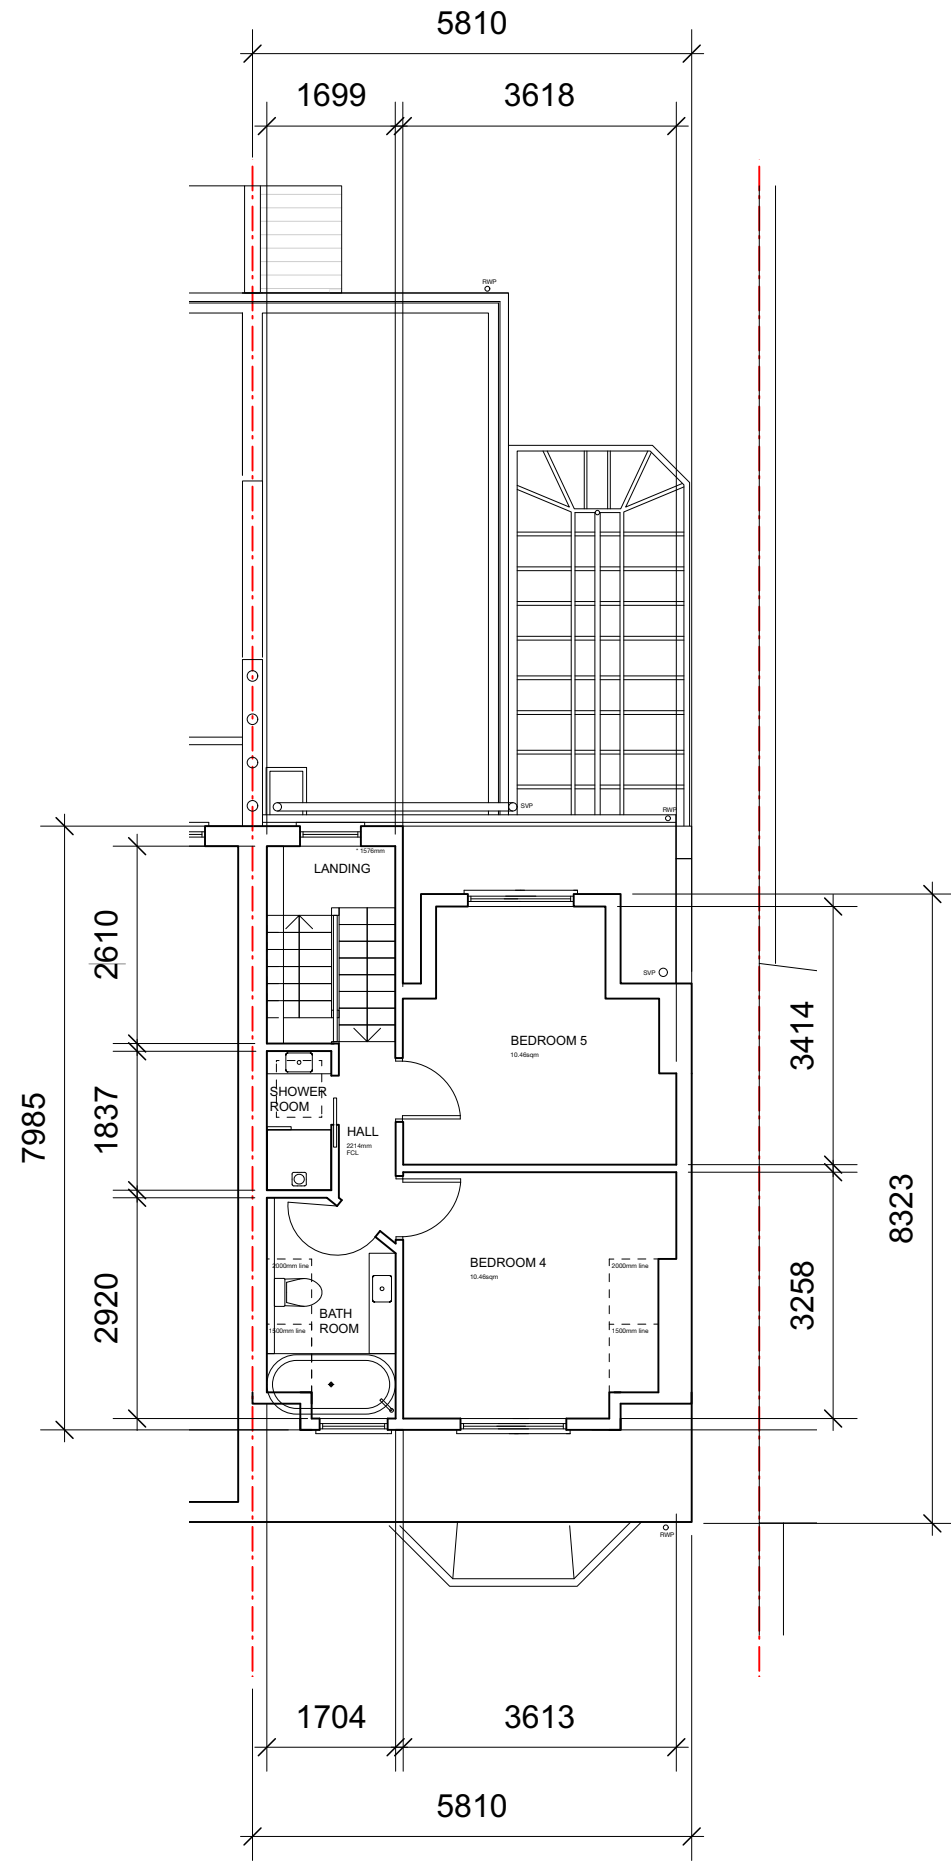 5810
1699
3618
RWP
SVP
RWP
* 1576mm
LANDING
2610
SVP
3414
BEDROOM 5
10.46sqm
SHOWER
ROOM
1837
7985
HALL
2214mm
FCL
8323
BEDROOM 4
10.46sqm
2000mm line
2000mm line
2920
3258
BATH
ROOM
1500mm line
1500mm line
RWP
1704
3613
5810